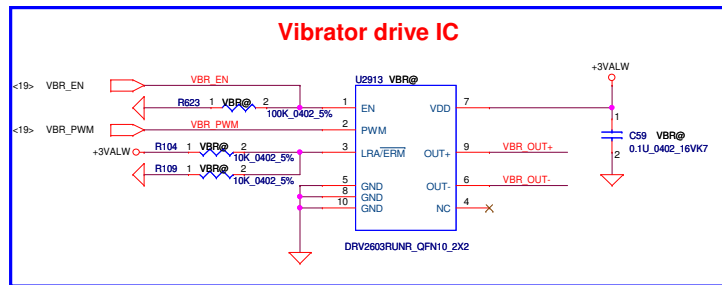 Vibrator drive IC
U2913 VBR@
+3VALW
<19> VBR_EN VBR_EN
R623 1 VBR@ 2 100K_0402_5% 1 EN VDD 7
<19> VBR_PWM VBR_PWM 2 PWM
1 C59 VBR@
2 0.1U_0402_16VK7
+3VALW R104 1 VBR@ 2 10K_0402_5% 3 LRA/ERM OUT+ 9 VBR_OUT+
R109 1 VBR@ 2 10K_0402_5%
5 GND OUT- 6 VBR_OUT-
8 GND
10 GND NC 4
DRV2603RUNR_QFN10_2X2